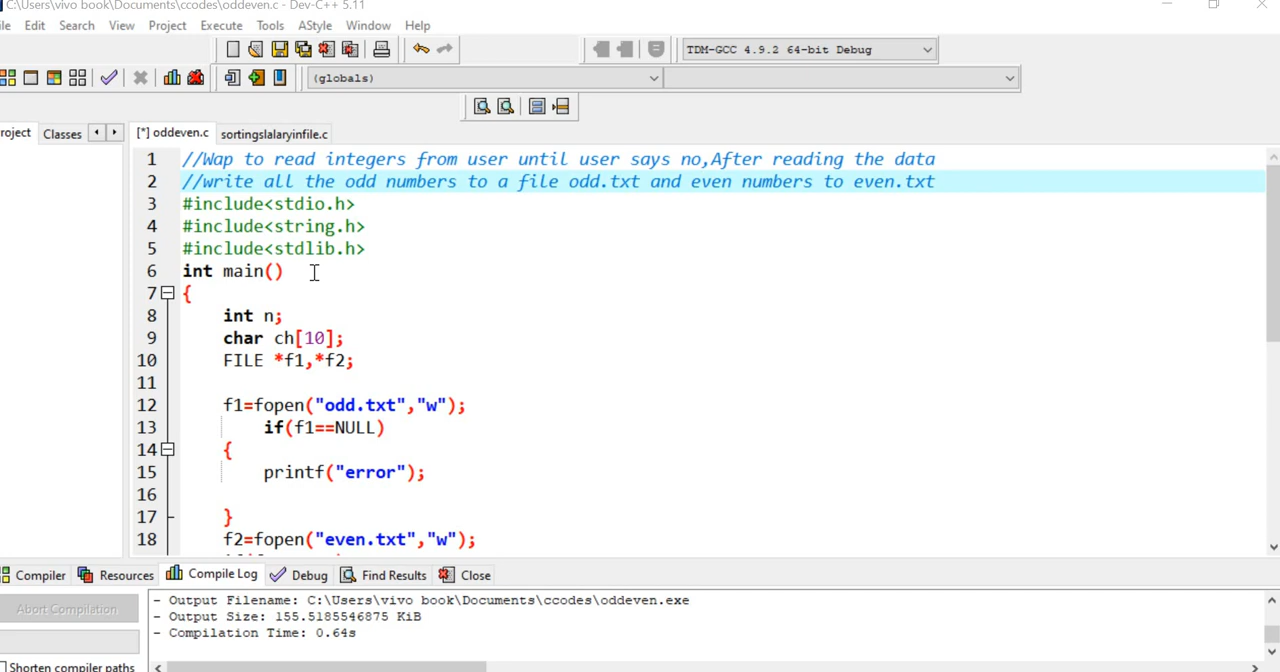 C:\Users\vivo book\Documents\ccodes\oddeven.c - Dev-C++ 5.11
Edit Search View Project Execute Tools AStyle Window Help
TDM-GCC 4.9.2 64-bit Debug
(globals)
Classes [*] oddeven.c sortingslalaryinfile.c
1 //Wap to read integers from user until user says no,After reading the data
2 //write all the odd numbers to a file odd.txt and even numbers to even.txt
3 #include<stdio.h>
4 #include<string.h>
5 #include<stdlib.h>
6 int main()
7 {
8 int n;
9 char ch[10];
10 FILE *f1,*f2;
11
12 f1=fopen("odd.txt","w");
13 if(f1==NULL)
14 {
15 printf("error");
16
17 }
18 f2=fopen("even.txt","w");
Compiler Resources Compile Log Debug Find Results Close
Abort Compilation
- Output Filename: C:\Users\vivo book\Documents\ccodes\oddeven.exe
- Output Size: 155.5185546875 KiB
- Compilation Time: 0.64s
Shorten compiler paths